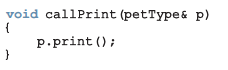 void callPrint(petType& p)
{
    p.print();
}